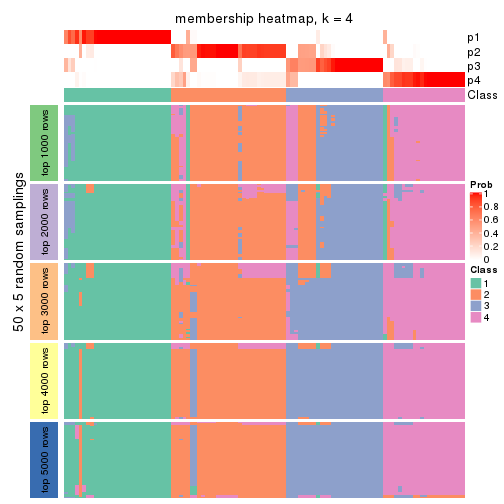 membership heatmap, k = 4
p1
p2
p3
p4
Class
50 x 5 random samplings
top 1000 rows
top 2000 rows
top 3000 rows
top 4000 rows
top 5000 rows
Prob
1
0.8
0.6
0.4
0.2
0
Class
1
2
3
4